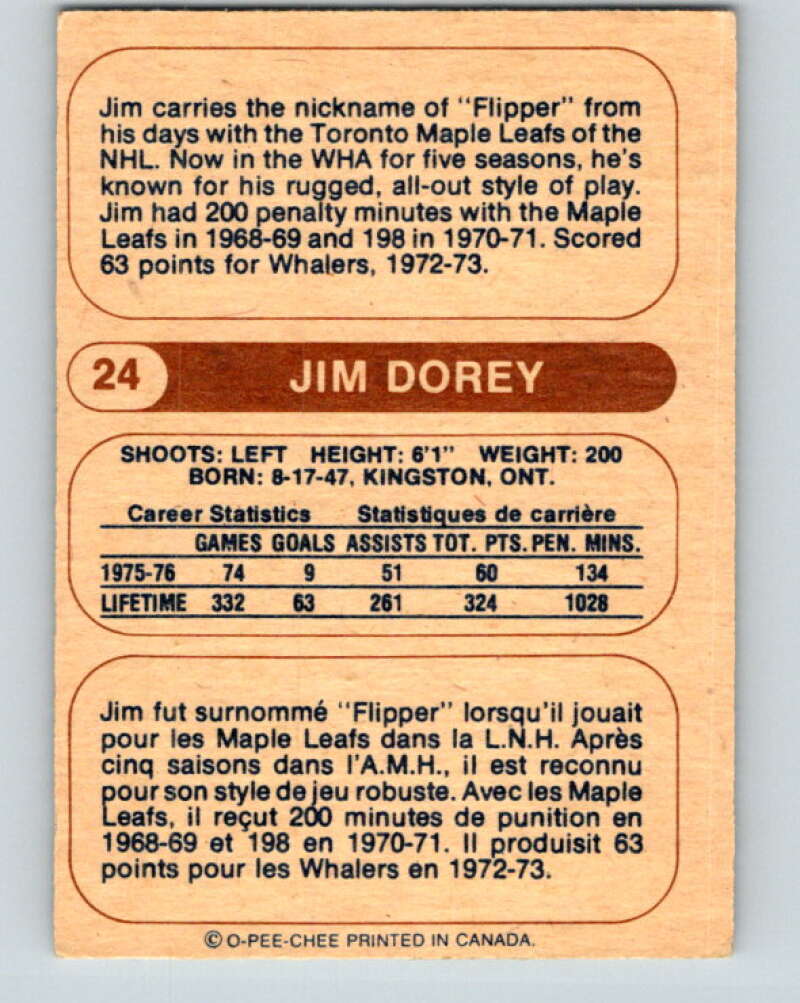 Jim carries the nickname of "Flipper" from
his days with the Toronto Maple Leafs of the
NHL. Now in the WHA for five seasons, he's
known for his rugged, all-out style of play.
Jim had 200 penalty minutes with the Maple
Leafs in 1968-69 and 198 in 1970-71. Scored
63 points for Whalers, 1972-73.
24 JIM DOREY
SHOOTS: LEFT HEIGHT: 6'1" WEIGHT: 200
BORN: 8-17-47, KINGSTON, ONT.
Career Statistics Statistiques de carrière
GAMES GOALS ASSISTS TOT. PTS. PEN. MINS.
1975-76 74 9 51 60 134
LIFETIME 332 63 261 324 1028
Jim fut surnommé "Flipper" lorsqu'il jouait
pour les Maple Leafs dans la L.N.H. Après
cinq saisons dans l'A.M.H., il est reconnu
pour son style de jeu robuste. Avec les Maple
Leafs, il reçut 200 minutes de punition en
1968-69 et 198 en 1970-71. Il produisit 63
points pour les Whalers en 1972-73.
© O-PEE-CHEE PRINTED IN CANADA.